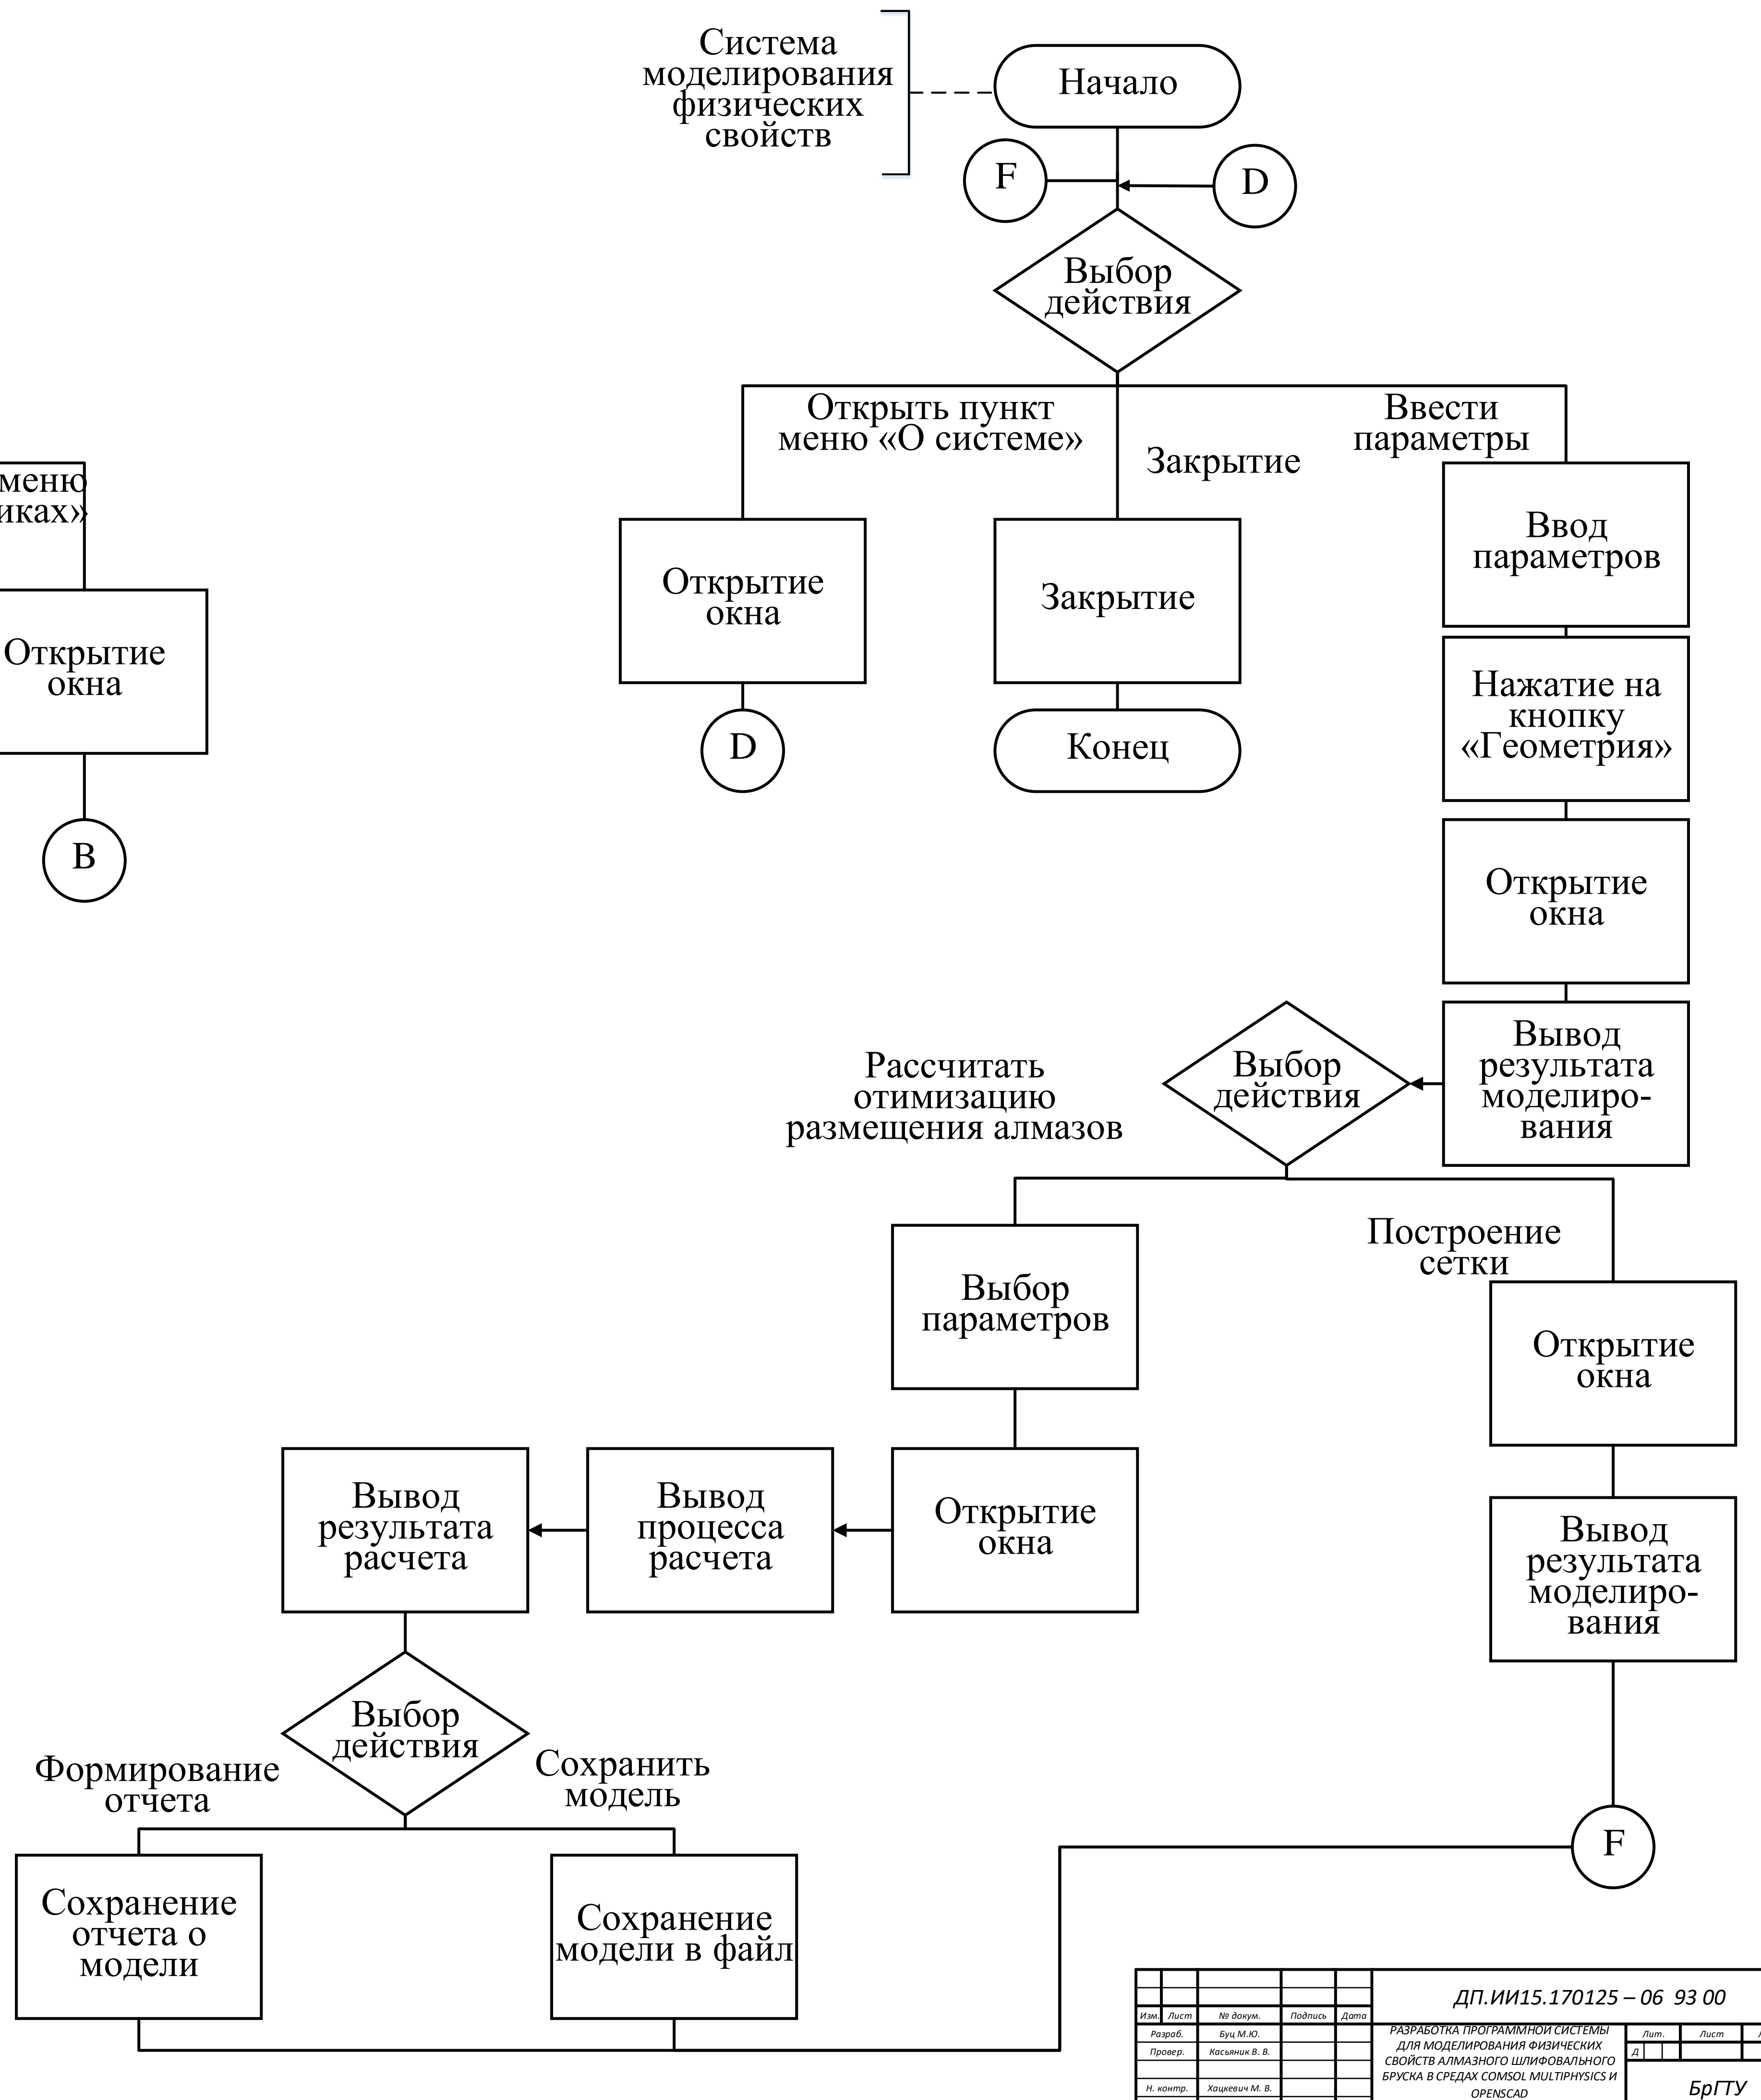 Система
моделирования
физических
свойств
Начало
F
D
Выбор
действия
Открыть пункт
меню «О системе»
Закрытие
Ввести
параметры
меню
иках»
Открытие
окна
B
Открытие
окна
D
Закрытие
Конец
Ввод
параметров
Нажатие на
кнопку
«Геометрия»
Открытие
окна
Вывод
результата
моделиро-
вания
Выбор
действия
Рассчитать
отимизацию
размещения алмазов
Построение
сетки
Выбор
параметров
Открытие
окна
Открытие
окна
Вывод
процесса
расчета
Вывод
результата
расчета
Вывод
результата
моделиро-
вания
Выбор
действия
Формирование
отчета
Сохранить
модель
Сохранение
отчета о
модели
Сохранение
модели в файл
F
ДП.ИИ15.170125 – 06 93 00
Изм. Лист № докум. Подпись Дата
Разраб. Буц М.Ю.
Провер. Касьяник В. В.
Н. контр. Хацкевич М. В.
РАЗРАБОТКА ПРОГРАММНОЙ СИСТЕМЫ
ДЛЯ МОДЕЛИРОВАНИЯ ФИЗИЧЕСКИХ
СВОЙСТВ АЛМАЗНОГО ШЛИФОВАЛЬНОГО
БРУСКА В СРЕДАХ COMSOL MULTIPHYSICS И
OPENSCAD
Лит. Лист
Д
БрГТУ